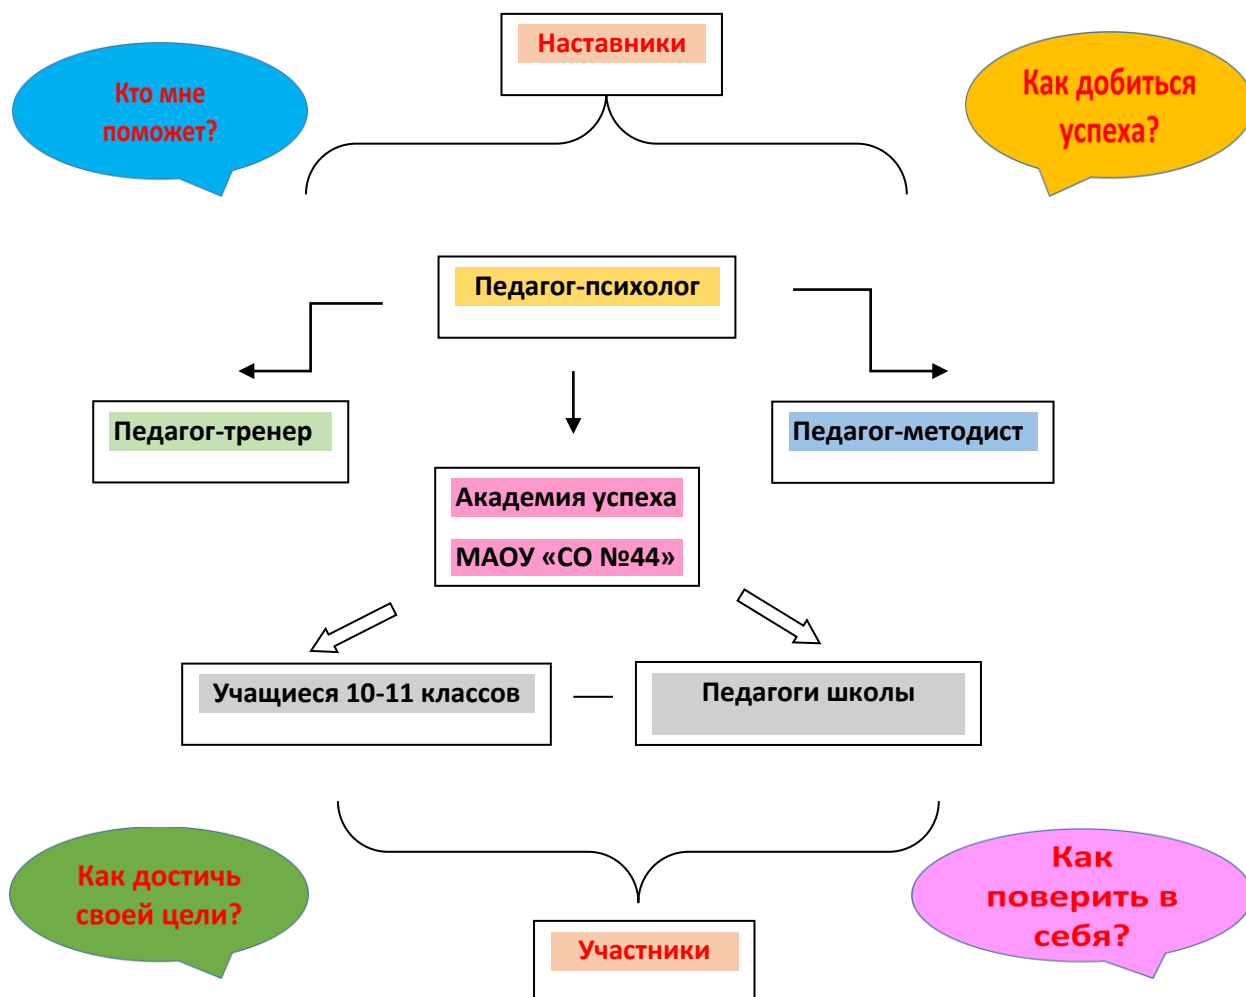 Наставники
Кто мне
поможет?
Как добиться
успеха?
Педагог-психолог
Педагог-тренер
Педагог-методист
Академия успеха
МАОУ «СО №44»
Учащиеся 10-11 классов
Педагоги школы
Как достичь
своей цели?
Как
поверить в
себя?
Участники